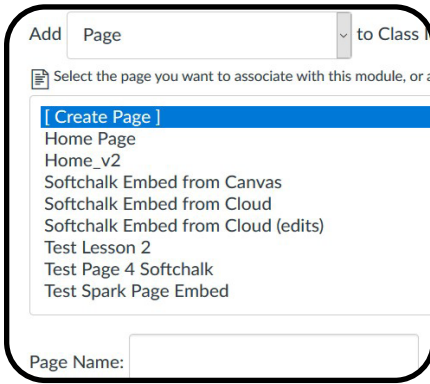 Add Page to Class
Select the page you want to associate with this module, or
[ Create Page ]
Home Page
Home_v2
Softchalk Embed from Canvas
Softchalk Embed from Cloud
Softchalk Embed from Cloud (edits)
Test Lesson 2
Test Page 4 Softchalk
Test Spark Page Embed
Page Name: